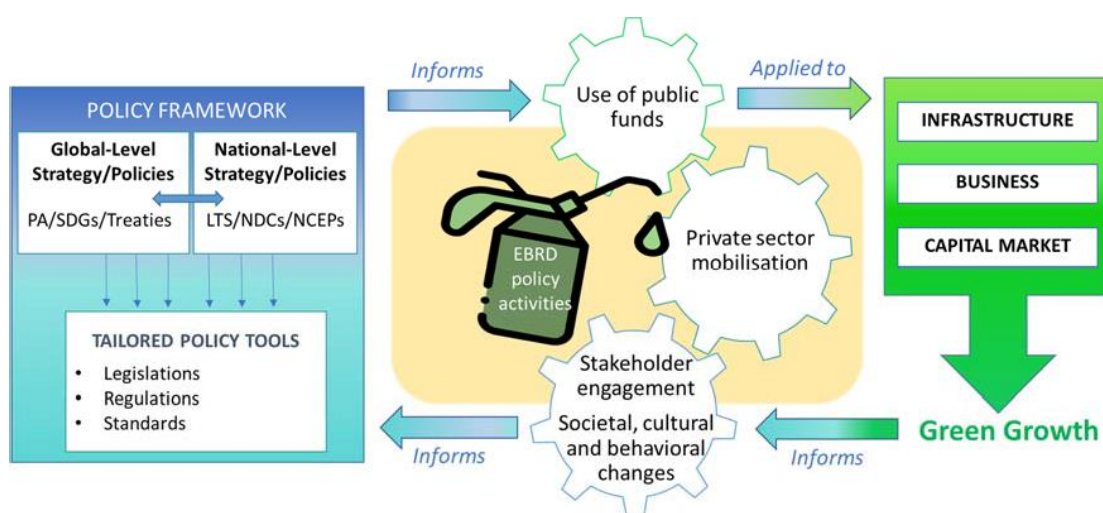 POLICY FRAMEWORK
Global-Level
Strategy/Policies
PA/SDGs/Treaties
National-Level
Strategy/Policies
LTS/NDCs/NCEPs
TAILORED POLICY TOOLS
• Legislations
• Regulations
• Standards
Informs
Use of public
funds
Applied to
EBRD
policy
activities
Private sector
mobilisation
Stakeholder
engagement
Societal, cultural
and behavioral
changes
INFRASTRUCTURE
BUSINESS
CAPITAL MARKET
Green Growth
Informs
Informs